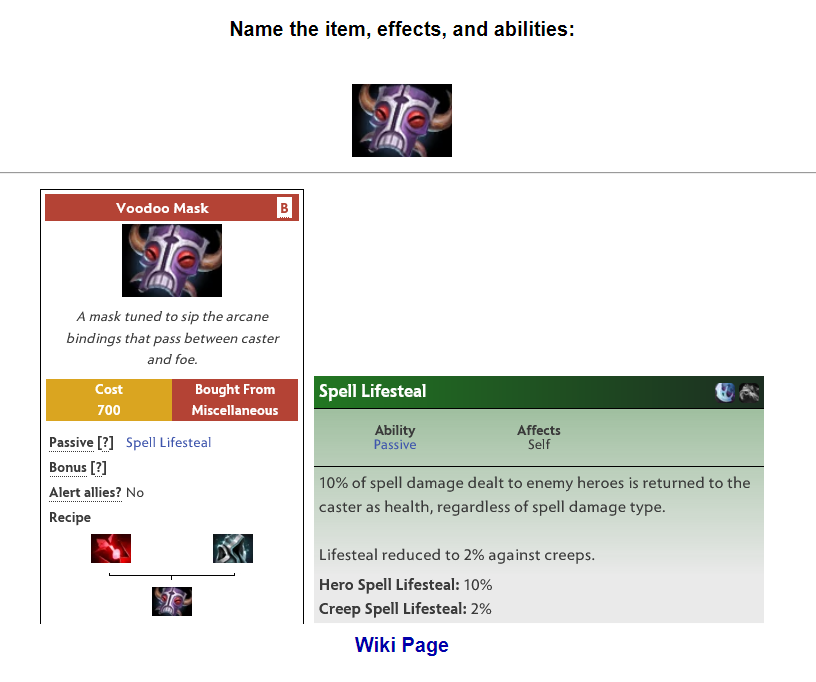 Name the item, effects, and abilities:
Voodoo Mask B
A mask tuned to sip the arcane
bindings that pass between caster
and foe.
Cost
700
Bought From
Miscellaneous
Passive [?] Spell Lifesteal
Bonus [?]
Alert allies? No
Recipe
Spell Lifesteal
Ability
Passive
Affects
Self
10% of spell damage dealt to enemy heroes is returned to the
caster as health, regardless of spell damage type.
Lifesteal reduced to 2% against creeps.
Hero Spell Lifesteal: 10%
Creep Spell Lifesteal: 2%
Wiki Page